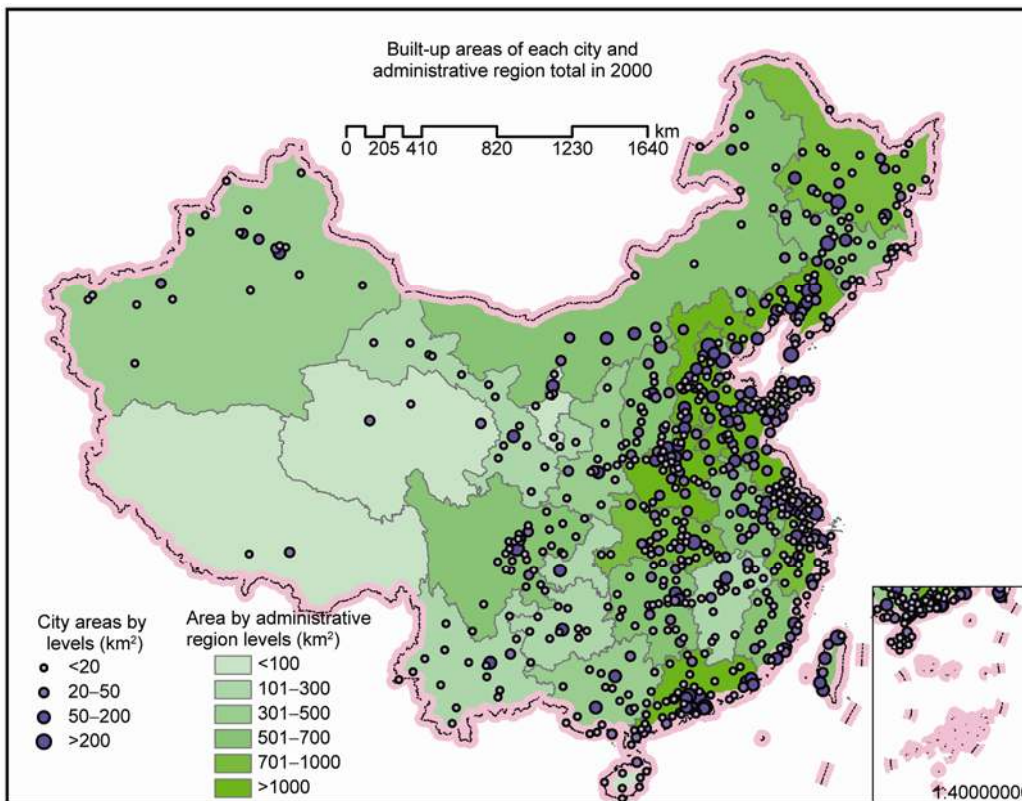 Built-up areas of each city and
administrative region total in 2000
km
0 205 410 820 1230 1640
City areas by
levels (km²)
<20
20–50
50–200
>200
Area by administrative
region levels (km²)
<100
101–300
301–500
501–700
701–1000
>1000
1:40000000